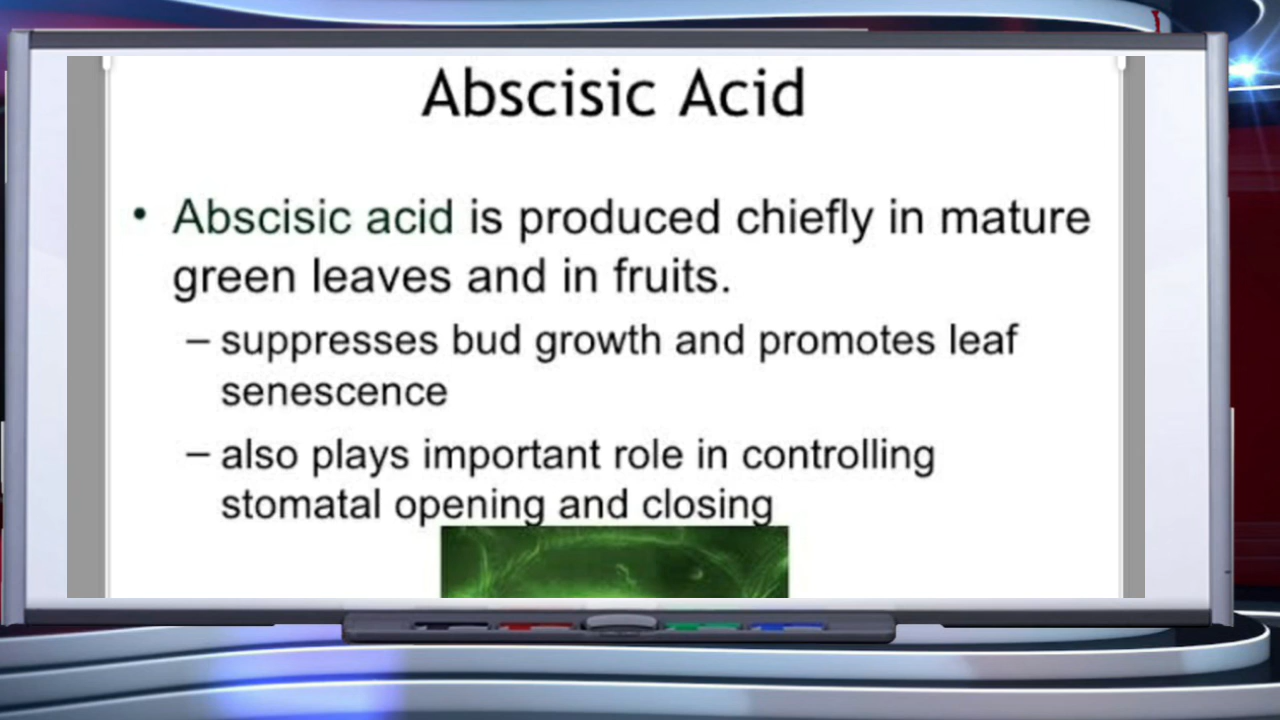 Abscisic Acid
• Abscisic acid is produced chiefly in mature
green leaves and in fruits.
– suppresses bud growth and promotes leaf
senescence
– also plays important role in controlling
stomatal opening and closing